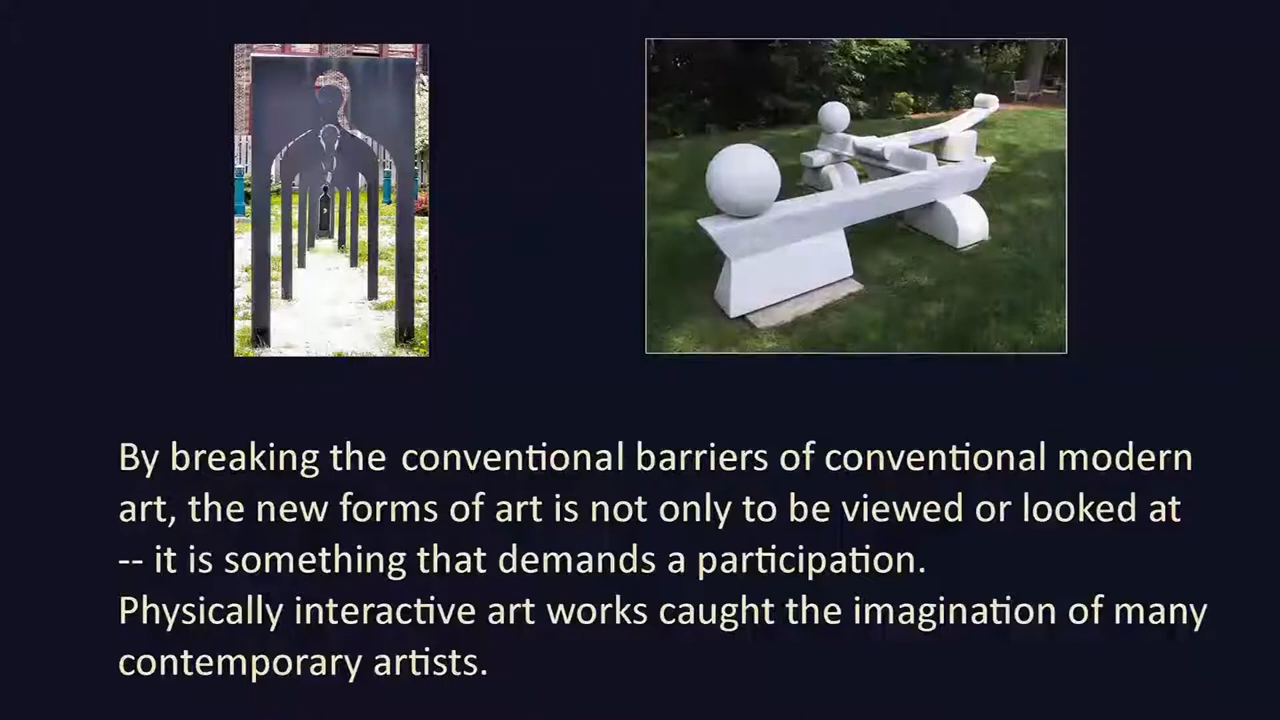 By breaking the conventional barriers of conventional modern
art, the new forms of art is not only to be viewed or looked at
-- it is something that demands a participation.
Physically interactive art works caught the imagination of many
contemporary artists.